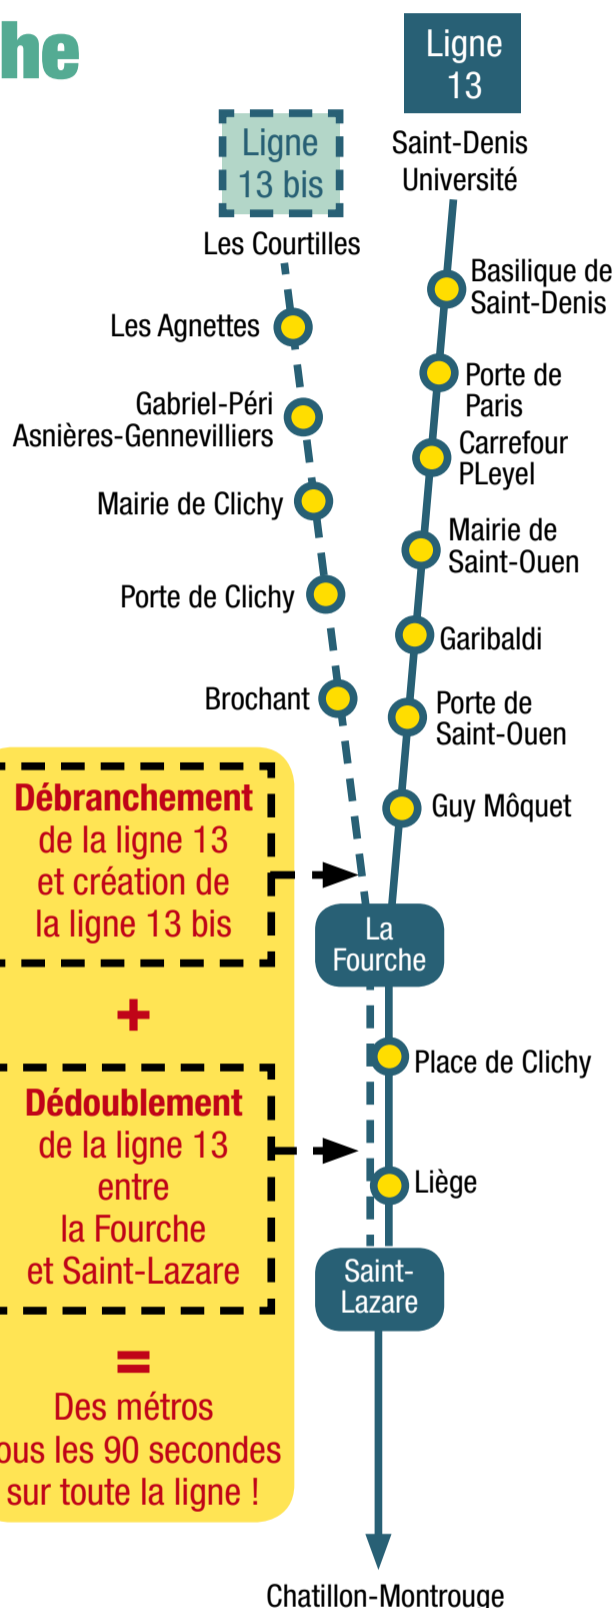 he
Ligne
13
Saint-Denis
Université
Ligne
13 bis
Les Courtilles
Basilique de
Saint-Denis
Les Agnettes
Porte de
Paris
Gabriel-Péri
Asnières-Gennevilliers
Carrefour
PLeyel
Mairie de Clichy
Mairie de
Saint-Ouen
Porte de Clichy
Garibaldi
Brochant
Porte de
Saint-Ouen
Guy Môquet
Débranchement
de la ligne 13
et création de
la ligne 13 bis
La
Fourche
+
Place de Clichy
Dédoublement
de la ligne 13
entre
la Fourche
et Saint-Lazare
Liège
Saint-
Lazare
=
Des métros
ous les 90 secondes
sur toute la ligne !
Chatillon-Montrouge